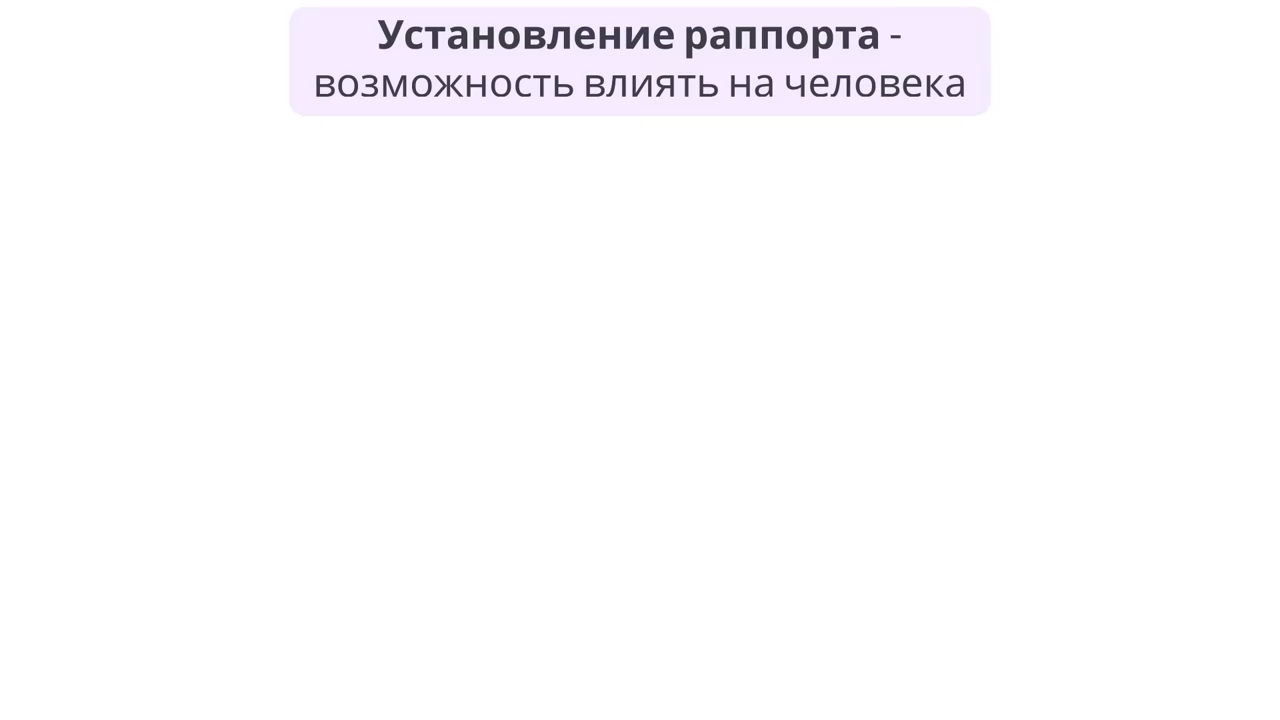 Установление раппорта -
возможность влиять на человека